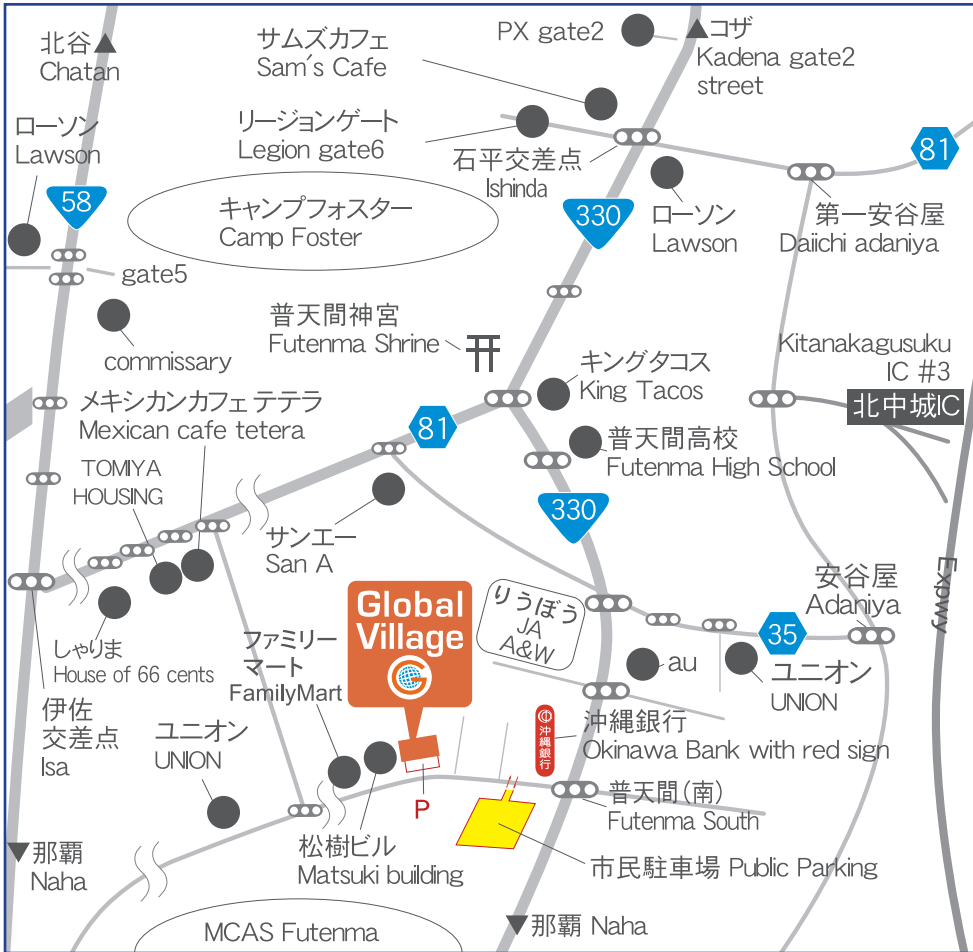 北谷
Chatan
サムズカフェ
Sam's Cafe
PX gate2
コザ
Kadena gate2
street
ローソン
Lawson
リージョンゲート
Legion gate6
石平交差点
Ishinda
81
58
キャンプフォスター
Camp Foster
330
ローソン
Lawson
第一安谷屋
Daiichi adaniya
gate5
commissary
普天間神宮
Futenma Shrine
キングタコス
King Tacos
Kitanakagusuku
IC #3
北中城IC
メキシカンカフェ テテラ
Mexican cafe tetera
81
普天間高校
Futenma High School
TOMIYA
HOUSING
サンエー
San A
330
Expwy
Global
Village
りうぼう
JA
A&W
安谷屋
Adaniya
35
しゃりま
House of 66 cents
ファミリー
マート
FamilyMart
au
ユニオン
UNION
伊佐
交差点
Isa
ユニオン
UNION
沖縄銀行
沖縄銀行
Okinawa Bank with red sign
P
普天間(南)
Futenma South
松樹ビル
Matsuki building
市民駐車場 Public Parking
那覇
Naha
MCAS Futenma
那覇 Naha